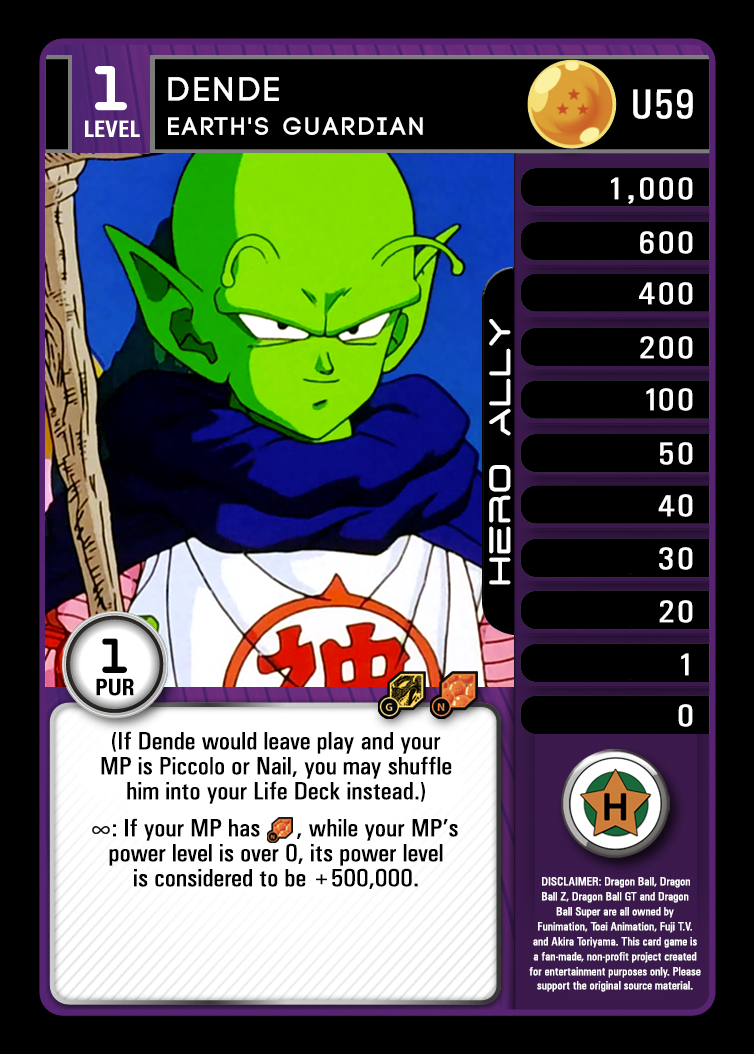 1
LEVEL
DENDE
EARTH'S GUARDIAN
U59
1,000
600
400
200
100
50
40
30
20
1
0
HERO ALLY
神
1
PUR
G
N
(If Dende would leave play and your
MP is Piccolo or Nail, you may shuffle
him into your Life Deck instead.)
∞: If your MP has N, while your MP's
power level is over 0, its power level
is considered to be +500,000.
H
DISCLAIMER: Dragon Ball, Dragon
Ball Z, Dragon Ball GT and Dragon
Ball Super are all owned by
Funimation, Toei Animation, Fuji T.V.
and Akira Toriyama. This card game is
a fan-made, non-profit project created
for entertainment purposes only. Please
support the original source material.